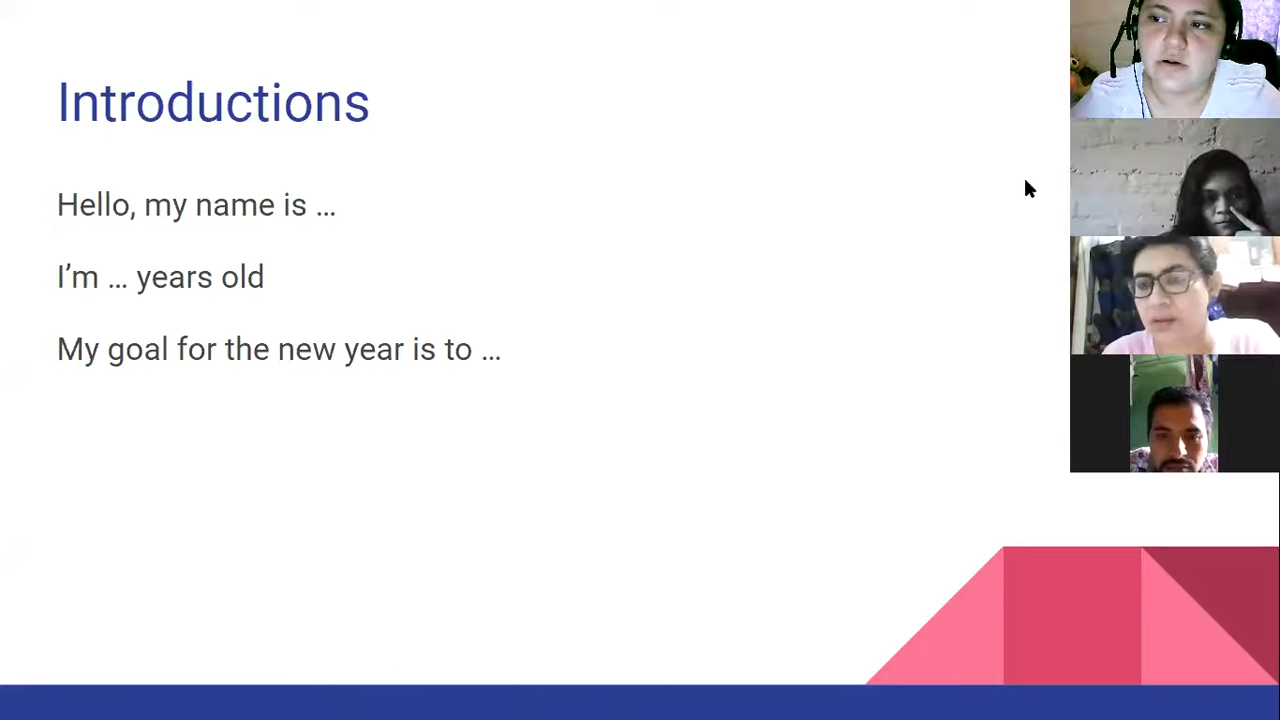 Introductions
Hello, my name is ...
I’m ... years old
My goal for the new year is to ...